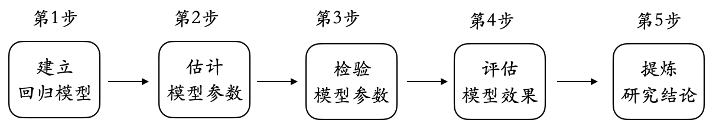 第1步
第2步
第3步
第4步
第5步
建立
回归模型
估计
模型参数
检验
模型参数
评估
模型效果
提炼
研究结论